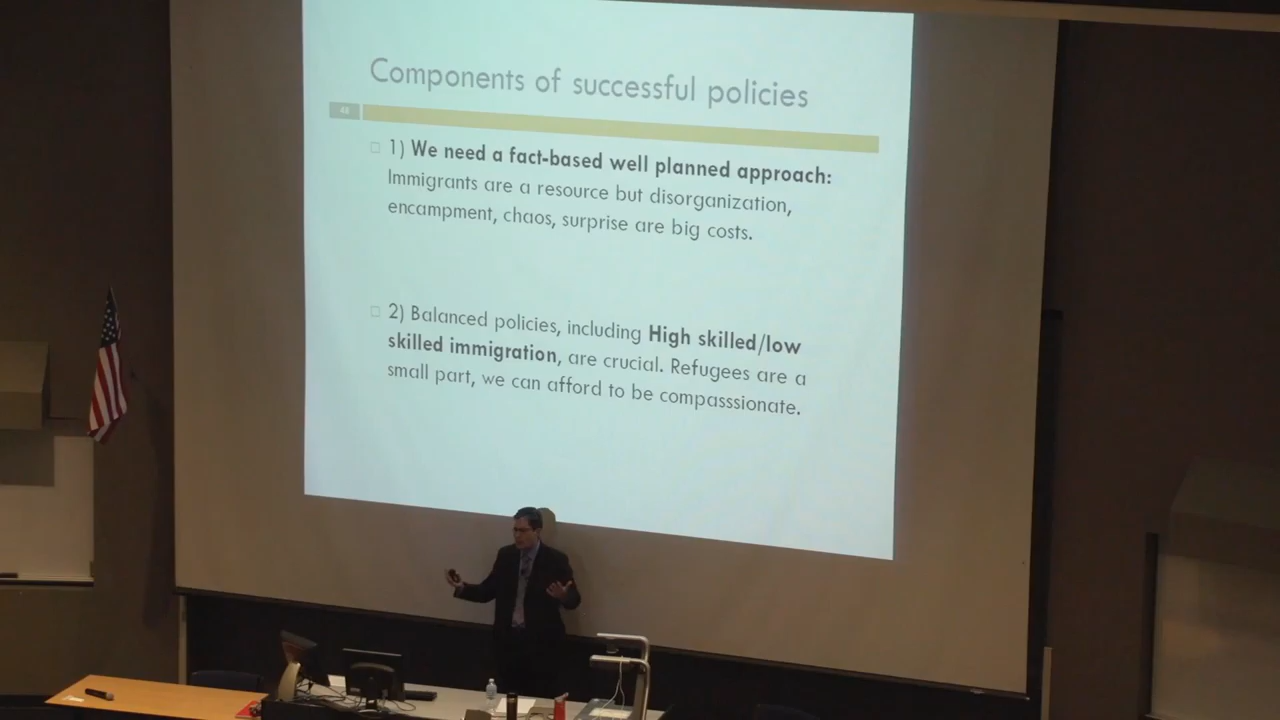 Components of successful policies
48
1) We need a fact-based well planned approach:
Immigrants are a resource but disorganization,
encampment, chaos, surprise are big costs.
2) Balanced policies, including High skilled/low
skilled immigration, are crucial. Refugees are a
small part, we can afford to be compasssionate.